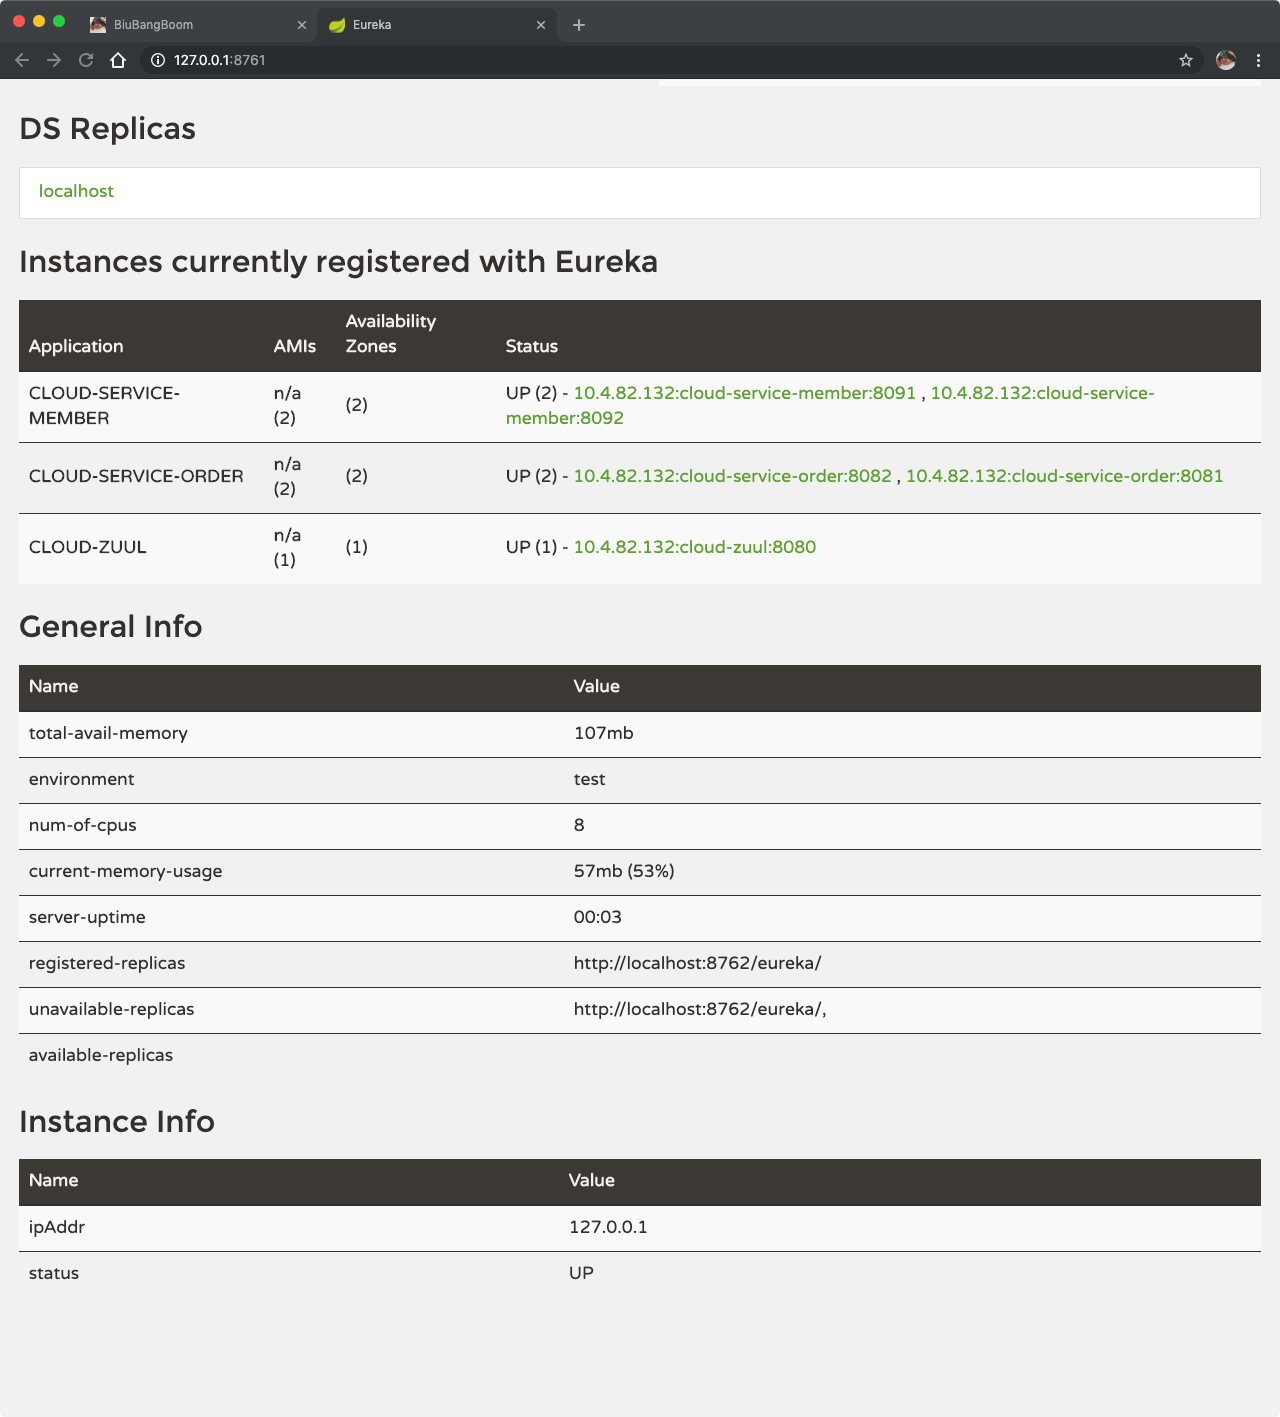 BiuBangBoom
Eureka
127.0.0.1:8761
DS Replicas
localhost
Instances currently registered with Eureka
Application AMIs Availability Zones Status
CLOUD-SERVICE-MEMBER n/a (2) (2) UP (2) - 10.4.82.132:cloud-service-member:8091 , 10.4.82.132:cloud-service-member:8092
CLOUD-SERVICE-ORDER n/a (2) (2) UP (2) - 10.4.82.132:cloud-service-order:8082 , 10.4.82.132:cloud-service-order:8081
CLOUD-ZUUL n/a (1) (1) UP (1) - 10.4.82.132:cloud-zuul:8080
General Info
Name Value
total-avail-memory 107mb
environment test
num-of-cpus 8
current-memory-usage 57mb (53%)
server-uptime 00:03
registered-replicas http://localhost:8762/eureka/
unavailable-replicas http://localhost:8762/eureka/,
available-replicas
Instance Info
Name Value
ipAddr 127.0.0.1
status UP